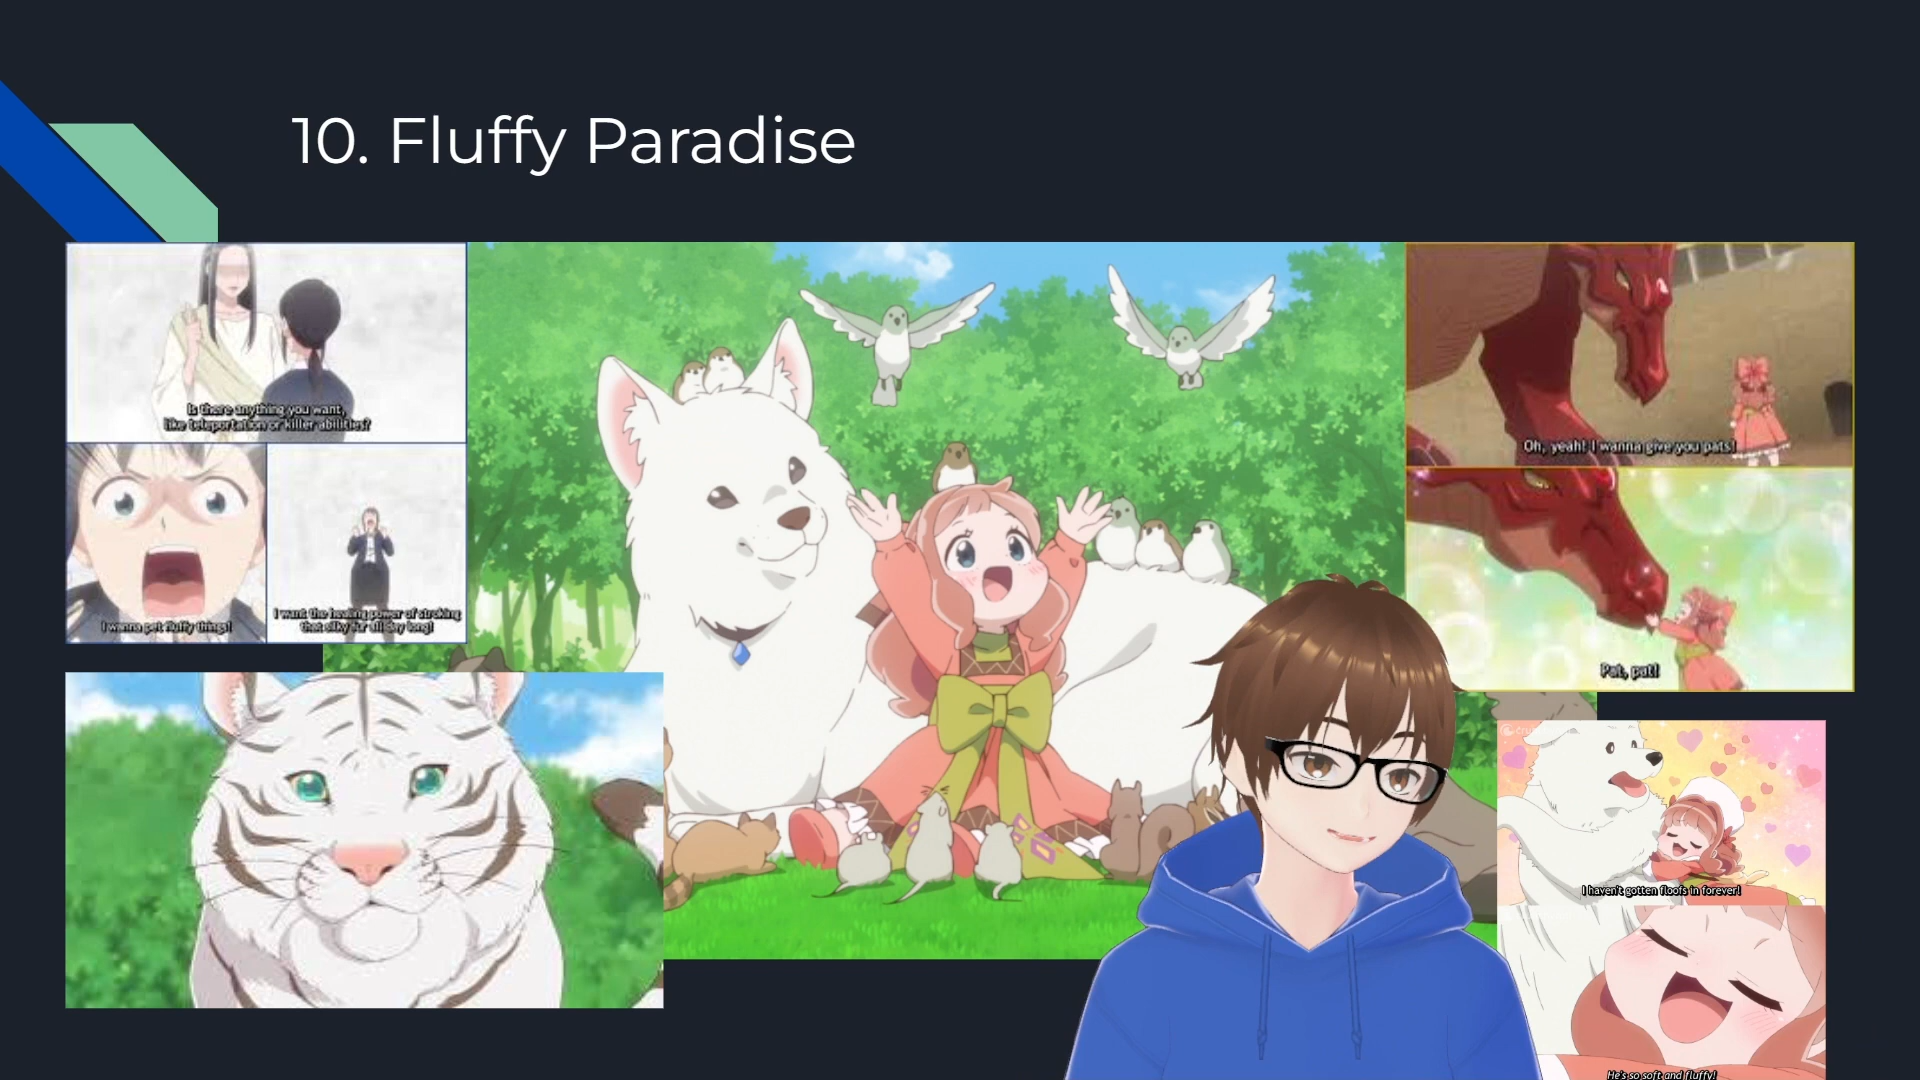 10. Fluffy Paradise
Is there anything you want,
like teleportation or killer abilities?
I wanna pet fluffy things!
I want the healing power of stroking
that silky fur all day long!
Oh, yeah! I wanna give you pats!
Pat, pat!
I haven't gotten floofs in forever!
He's so soft and fluffy!